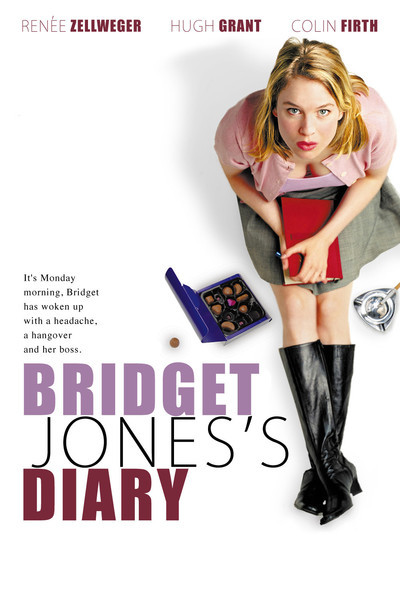 RENÉE ZELLWEGER HUGH GRANT COLIN FIRTH
It's Monday
morning, Bridget
has woken up
with a headache,
a hangover
and her boss.
BRIDGET
JONES'S
DIARY